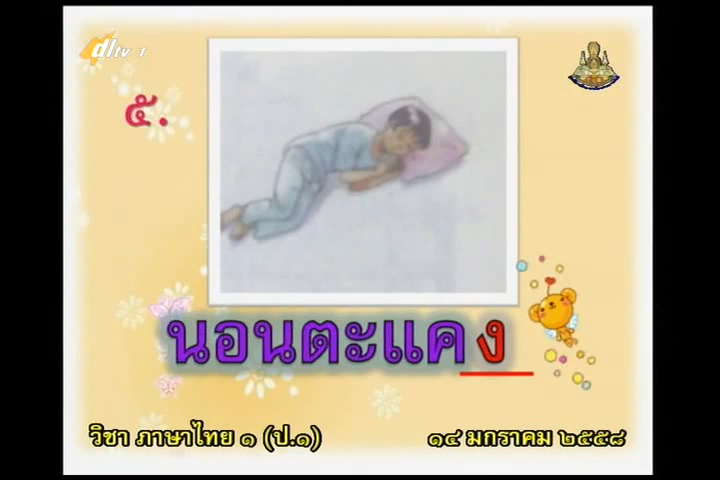 dltv 1
๕.
นอนตะแคง
วิชา ภาษาไทย ๑ (ป.๑)
๑๔ มกราคม ๒๕๕๘